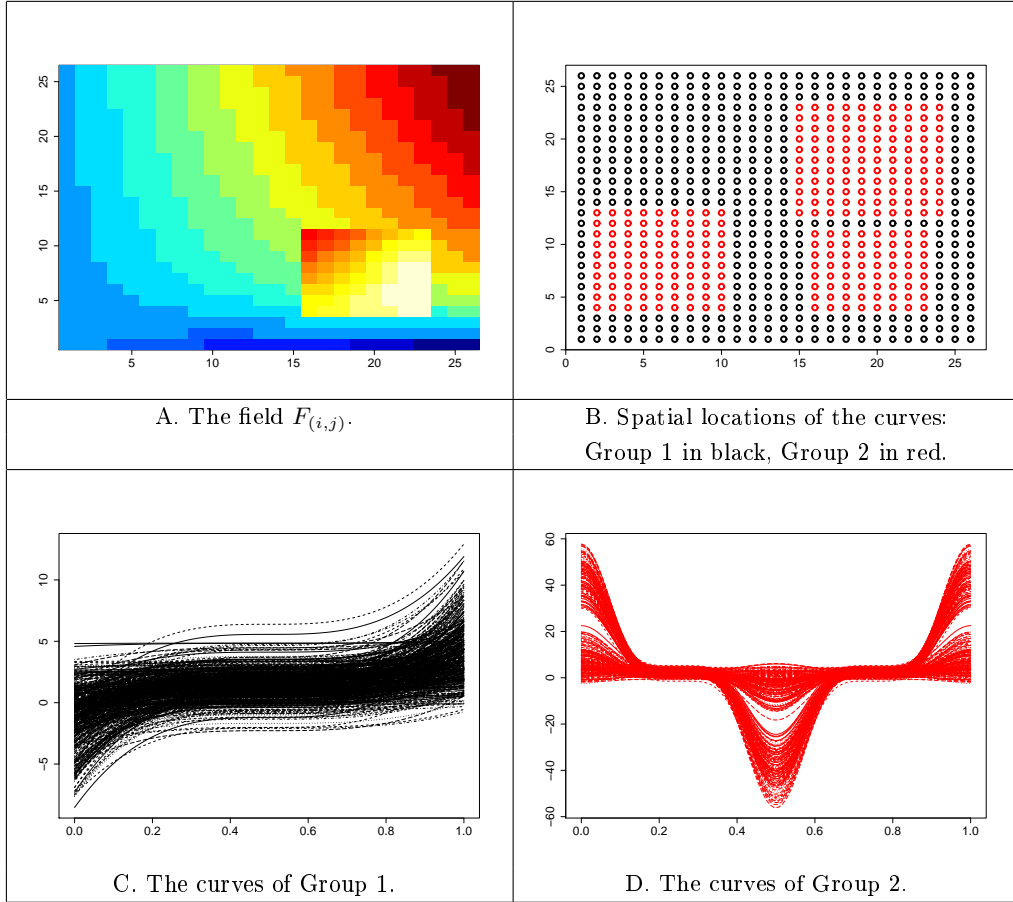 25
20
15
10
5
5 10 15 20 25
25
20
15
10
5
0
0 5 10 15 20 25
A. The field F(i,j).
B. Spatial locations of the curves:
Group 1 in black, Group 2 in red.
10
5
0
−5
0.0 0.2 0.4 0.6 0.8 1.0
60
40
20
0
−20
−40
−60
0.0 0.2 0.4 0.6 0.8 1.0
C. The curves of Group 1.
D. The curves of Group 2.